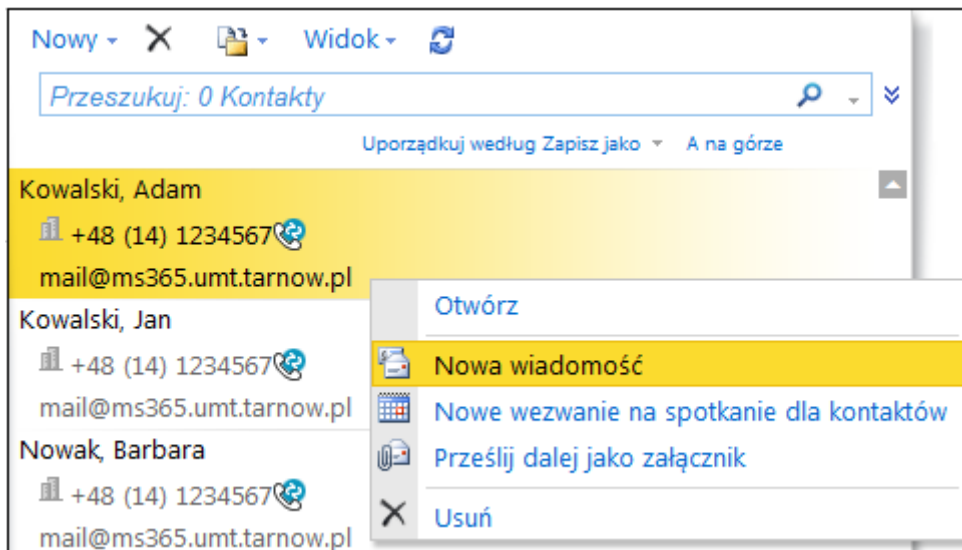 Nowy Widok
Przeszukuj: 0 Kontakty
Uporządkuj według Zapisz jako A na górze
Kowalski, Adam
+48 (14) 1234567
mail@ms365.umt.tarnow.pl
Kowalski, Jan
+48 (14) 1234567
mail@ms365.umt.tarnow.pl
Nowak, Barbara
+48 (14) 1234567
mail@ms365.umt.tarnow.pl
Otwórz
Nowa wiadomość
Nowe wezwanie na spotkanie dla kontaktów
Prześlij dalej jako załącznik
Usuń